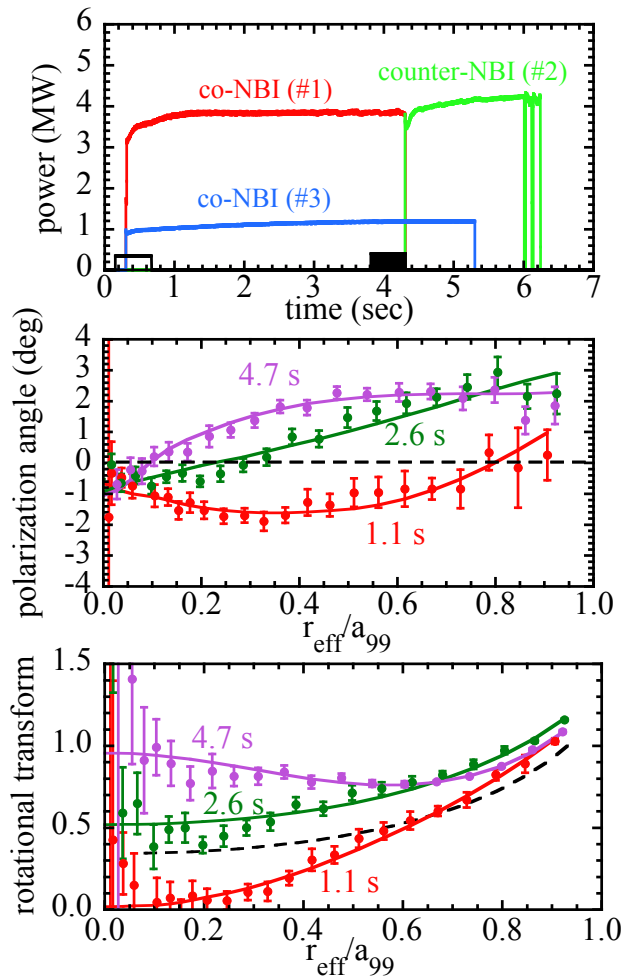 6
5
4
3
2
1
0
power (MW)
co-NBI (#1)
counter-NBI (#2)
co-NBI (#3)
0 1 2 3 4 5 6 7
time (sec)
4
3
2
1
0
-1
-2
-3
-4
polarization angle (deg)
4.7 s
2.6 s
1.1 s
0.0 0.2 0.4 0.6 0.8 1.0
r_eff/a_99
1.5
1.0
0.5
0.0
rotational transform
4.7 s
2.6 s
1.1 s
0.0 0.2 0.4 0.6 0.8 1.0
r_eff/a_99